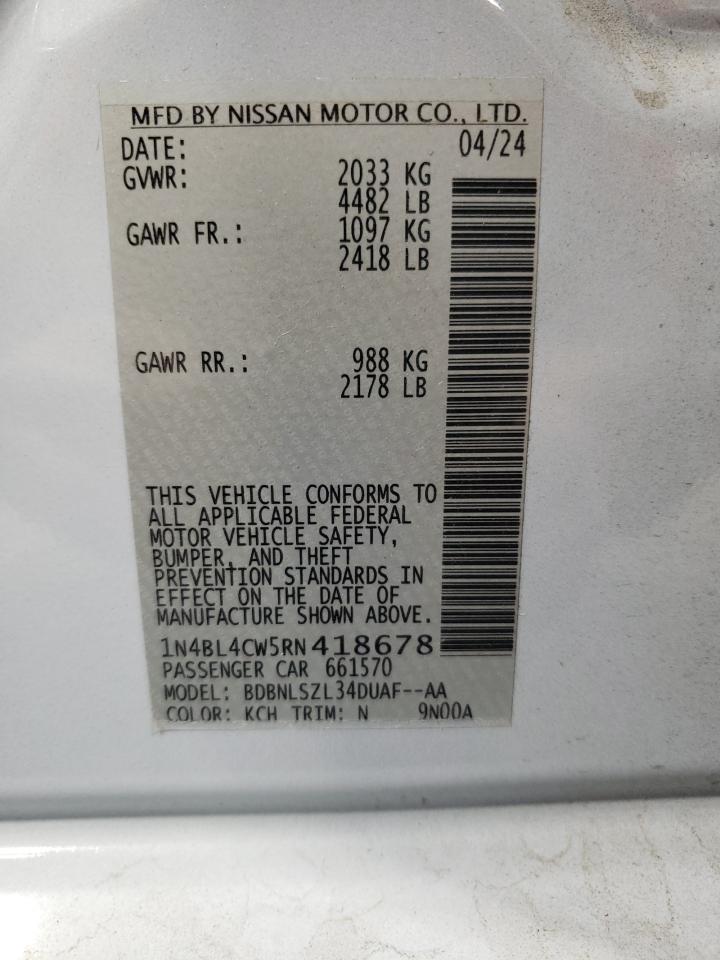 MFD BY NISSAN MOTOR CO., LTD.
DATE: 04/24
GVWR: 2033 KG
4482 LB
GAWR FR.: 1097 KG
2418 LB
GAWR RR.: 988 KG
2178 LB
THIS VEHICLE CONFORMS TO
ALL APPLICABLE FEDERAL
MOTOR VEHICLE SAFETY,
BUMPER, AND THEFT
PREVENTION STANDARDS IN
EFFECT ON THE DATE OF
MANUFACTURE SHOWN ABOVE.
1N4BL4CW5RN418678
PASSENGER CAR 661570
MODEL: BDBNLSZL34DUAF--AA
COLOR: KCH TRIM: N 9N00A